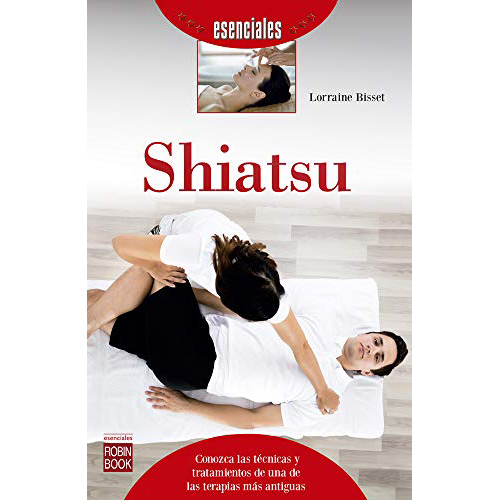 esenciales
Lorraine Bisset
Shiatsu
esenciales
ROBIN
BOOK
Conozca las técnicas y
tratamientos de una de
las terapias más antiguas